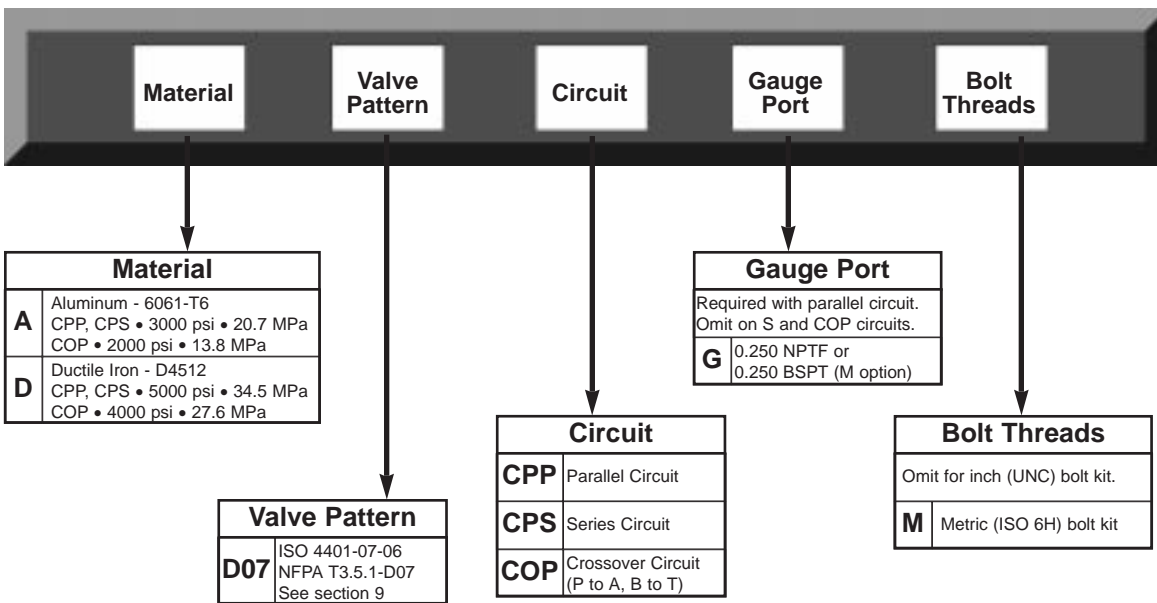 Material
Valve
Pattern
Circuit
Gauge
Port
Bolt
Threads
Material
A
Aluminum - 6061-T6
CPP, CPS • 3000 psi • 20.7 MPa
COP • 2000 psi • 13.8 MPa
D
Ductile Iron - D4512
CPP, CPS • 5000 psi • 34.5 MPa
COP • 4000 psi • 27.6 MPa
Valve Pattern
D07
ISO 4401-07-06
NFPA T3.5.1-D07
See section 9
Circuit
CPP Parallel Circuit
CPS Series Circuit
COP Crossover Circuit
(P to A, B to T)
Gauge Port
Required with parallel circuit.
Omit on S and COP circuits.
G
0.250 NPTF or
0.250 BSPT (M option)
Bolt Threads
Omit for inch (UNC) bolt kit.
M Metric (ISO 6H) bolt kit